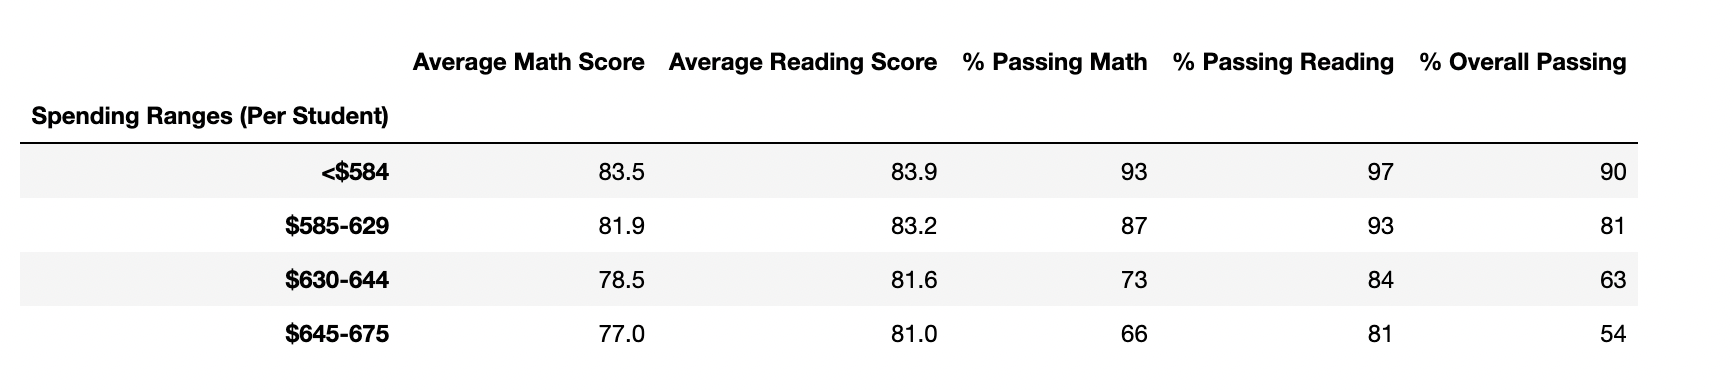 Average Math Score Average Reading Score % Passing Math % Passing Reading % Overall Passing
Spending Ranges (Per Student)
<$584 83.5 83.9 93 97 90
$585-629 81.9 83.2 87 93 81
$630-644 78.5 81.6 73 84 63
$645-675 77.0 81.0 66 81 54